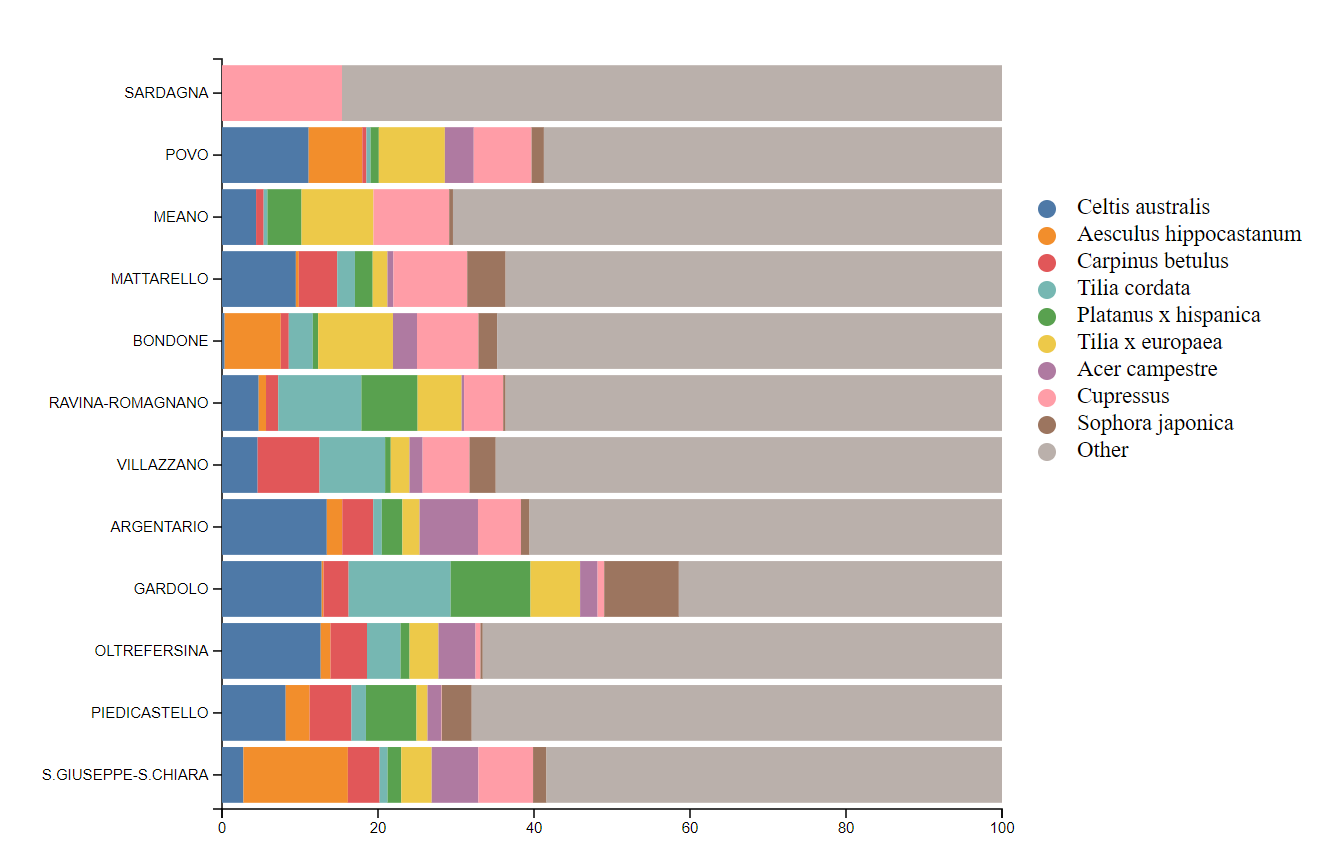 SARDAGNA
POVO
MEANO
MATTARELLO
BONDONE
RAVINA-ROMAGNANO
VILLAZZANO
ARGENTARIO
GARDOLO
OLTREFERSINA
PIEDICASTELLO
S.GIUSEPPE-S.CHIARA
0 20 40 60 80 100
Celtis australis
Aesculus hippocastanum
Carpinus betulus
Tilia cordata
Platanus x hispanica
Tilia x europaea
Acer campestre
Cupressus
Sophora japonica
Other